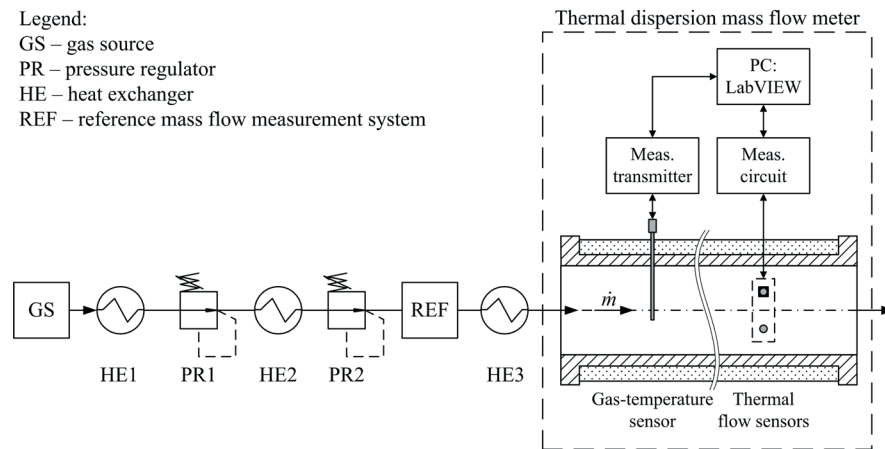 Legend:
GS – gas source
PR – pressure regulator
HE – heat exchanger
REF – reference mass flow measurement system
Thermal dispersion mass flow meter
PC:
LabVIEW
Meas.
transmitter
Meas.
circuit
GS
HE1
PR1
HE2
PR2
REF
HE3
ṁ
Gas-temperature
sensor
Thermal
flow sensors